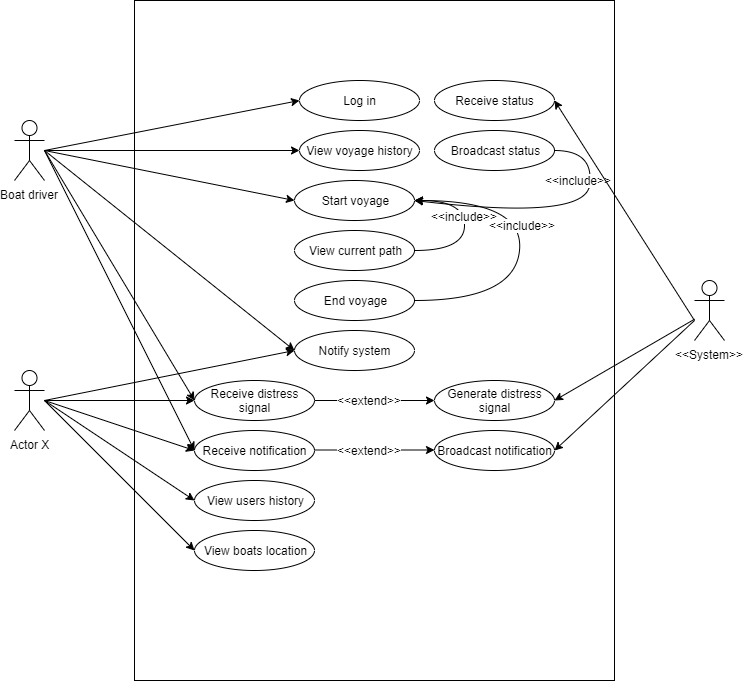 Log in
Receive status
View voyage history
Broadcast status
<<include>>
Boat driver
Start voyage
<<include>>
<<include>>
View current path
End voyage
Notify system
<<System>>
Receive distress
signal
<<extend>>
Generate distress
signal
Actor X
Receive notification
<<extend>>
Broadcast notification
View users history
View boats location